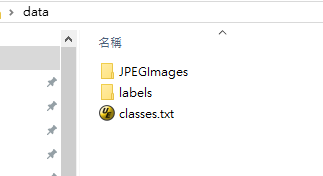 data
名稱
JPEGImages
labels
classes.txt